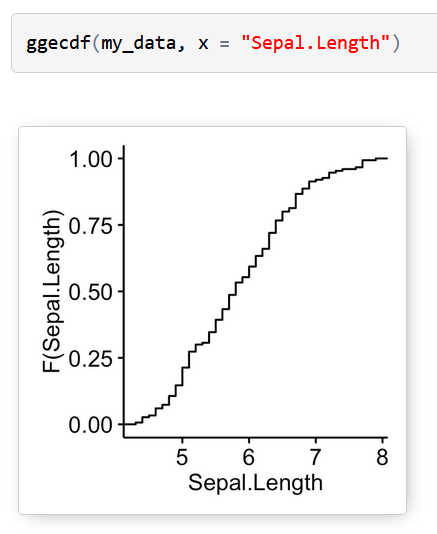 ggecdf(my_data, x = "Sepal.Length")
1.00
0.75
0.50
0.25
0.00
F(Sepal.Length)
5 6 7 8
Sepal.Length